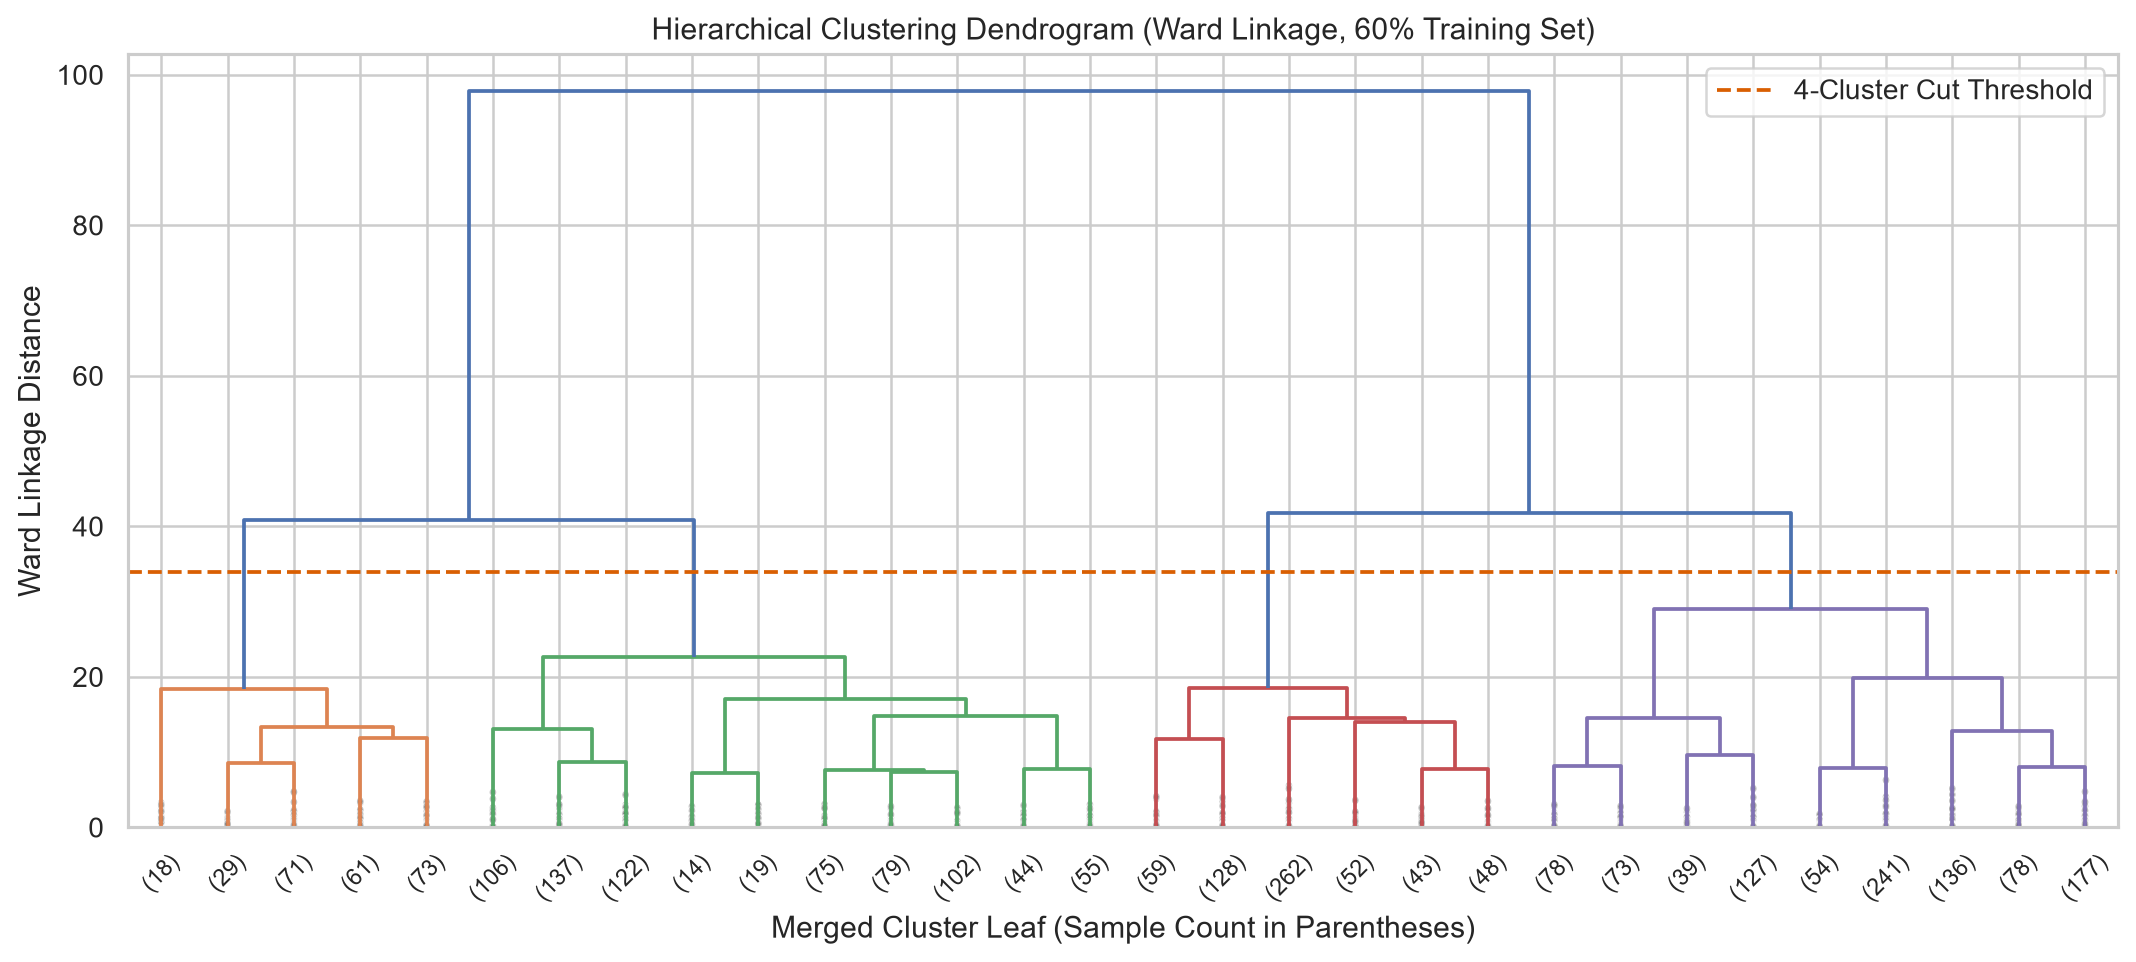 Hierarchical Clustering Dendrogram (Ward Linkage, 60% Training Set)
4-Cluster Cut Threshold
Ward Linkage Distance
100
80
60
40
20
0
(18) (29) (71) (61) (73) (106) (137) (122) (14) (19) (75) (79) (102) (44) (55) (59) (128) (262) (52) (43) (48) (78) (73) (39) (127) (54) (241) (136) (78) (177)
Merged Cluster Leaf (Sample Count in Parentheses)